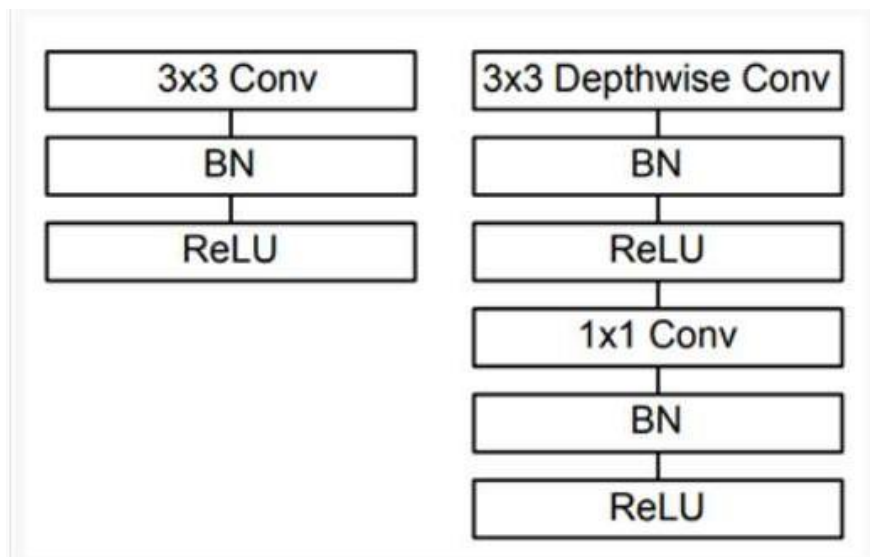 3x3 Conv
BN
ReLU
3x3 Depthwise Conv
BN
ReLU
1x1 Conv
BN
ReLU